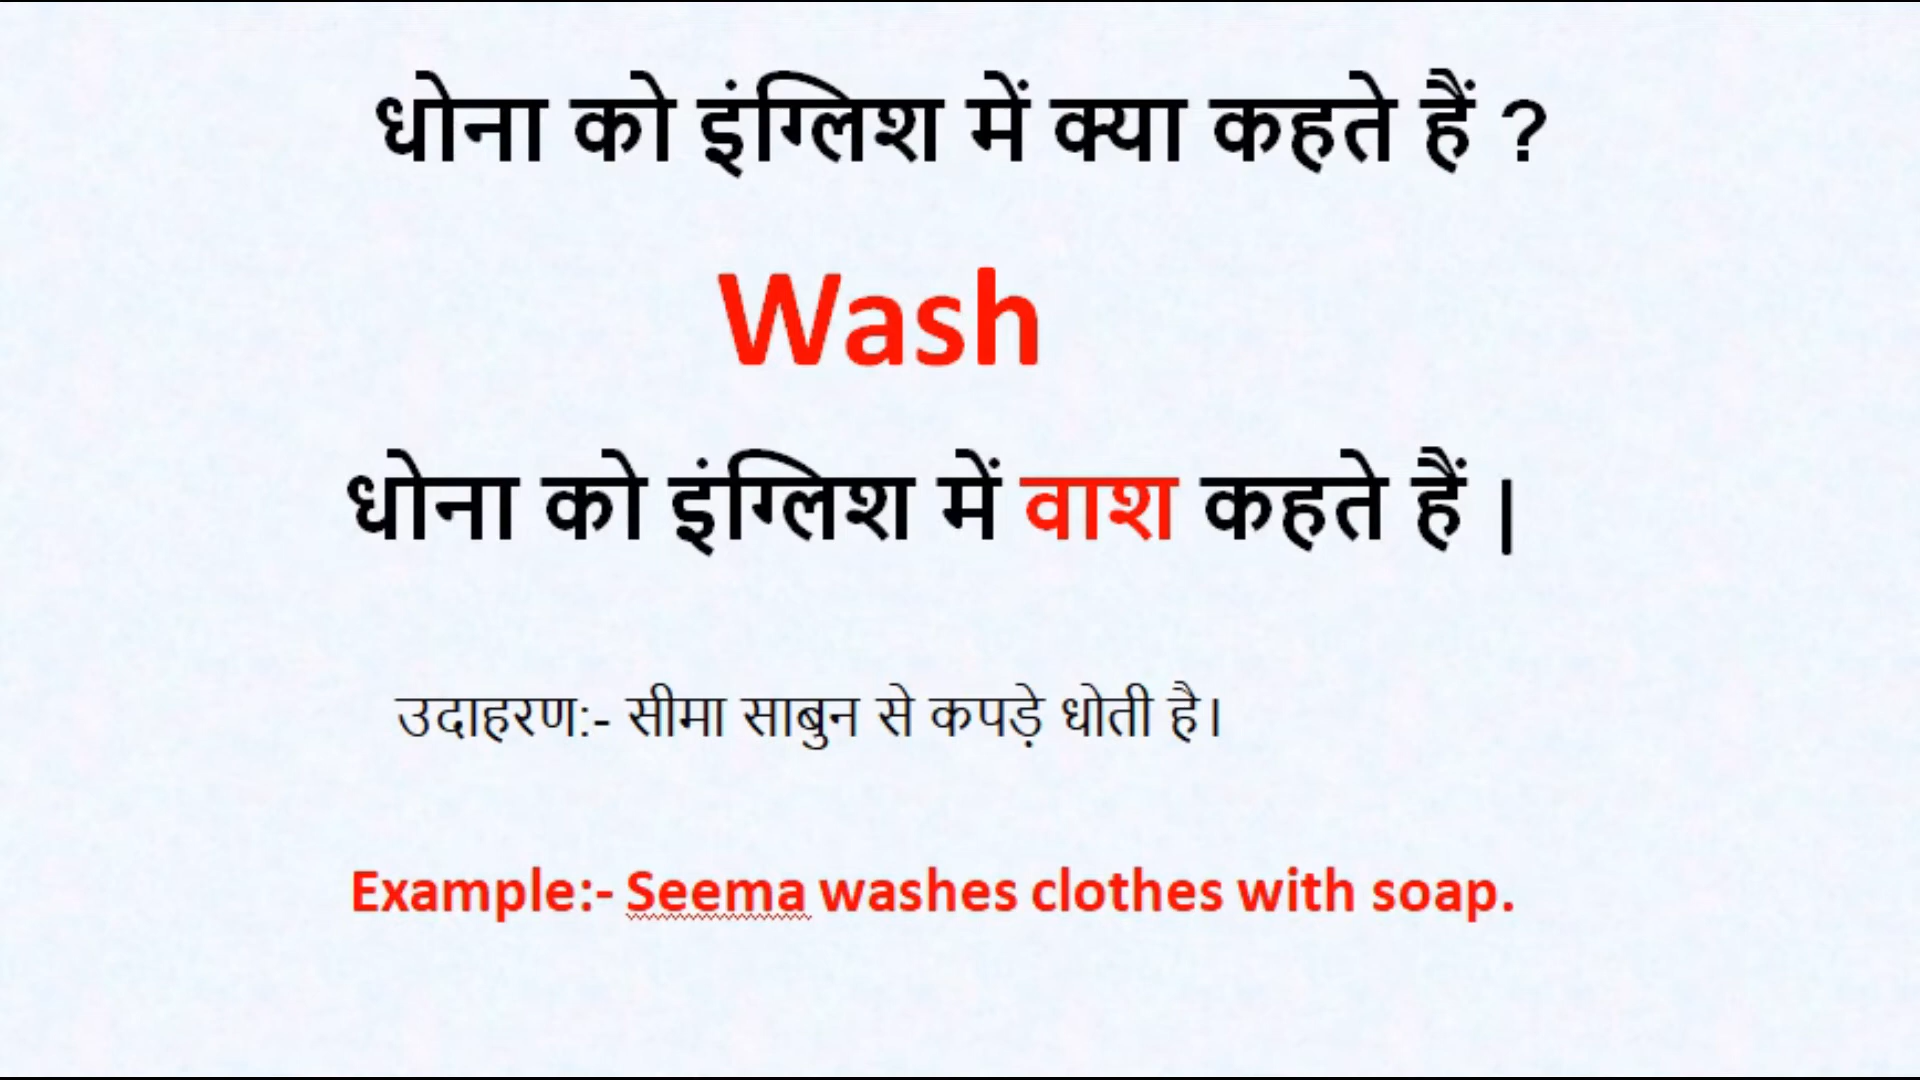 धोना को इंग्लिश में क्या कहते हैं ?
Wash
धोना को इंग्लिश में वाश कहते हैं |
उदाहरण:- सीमा साबुन से कपड़े धोती है।
Example:- Seema washes clothes with soap.